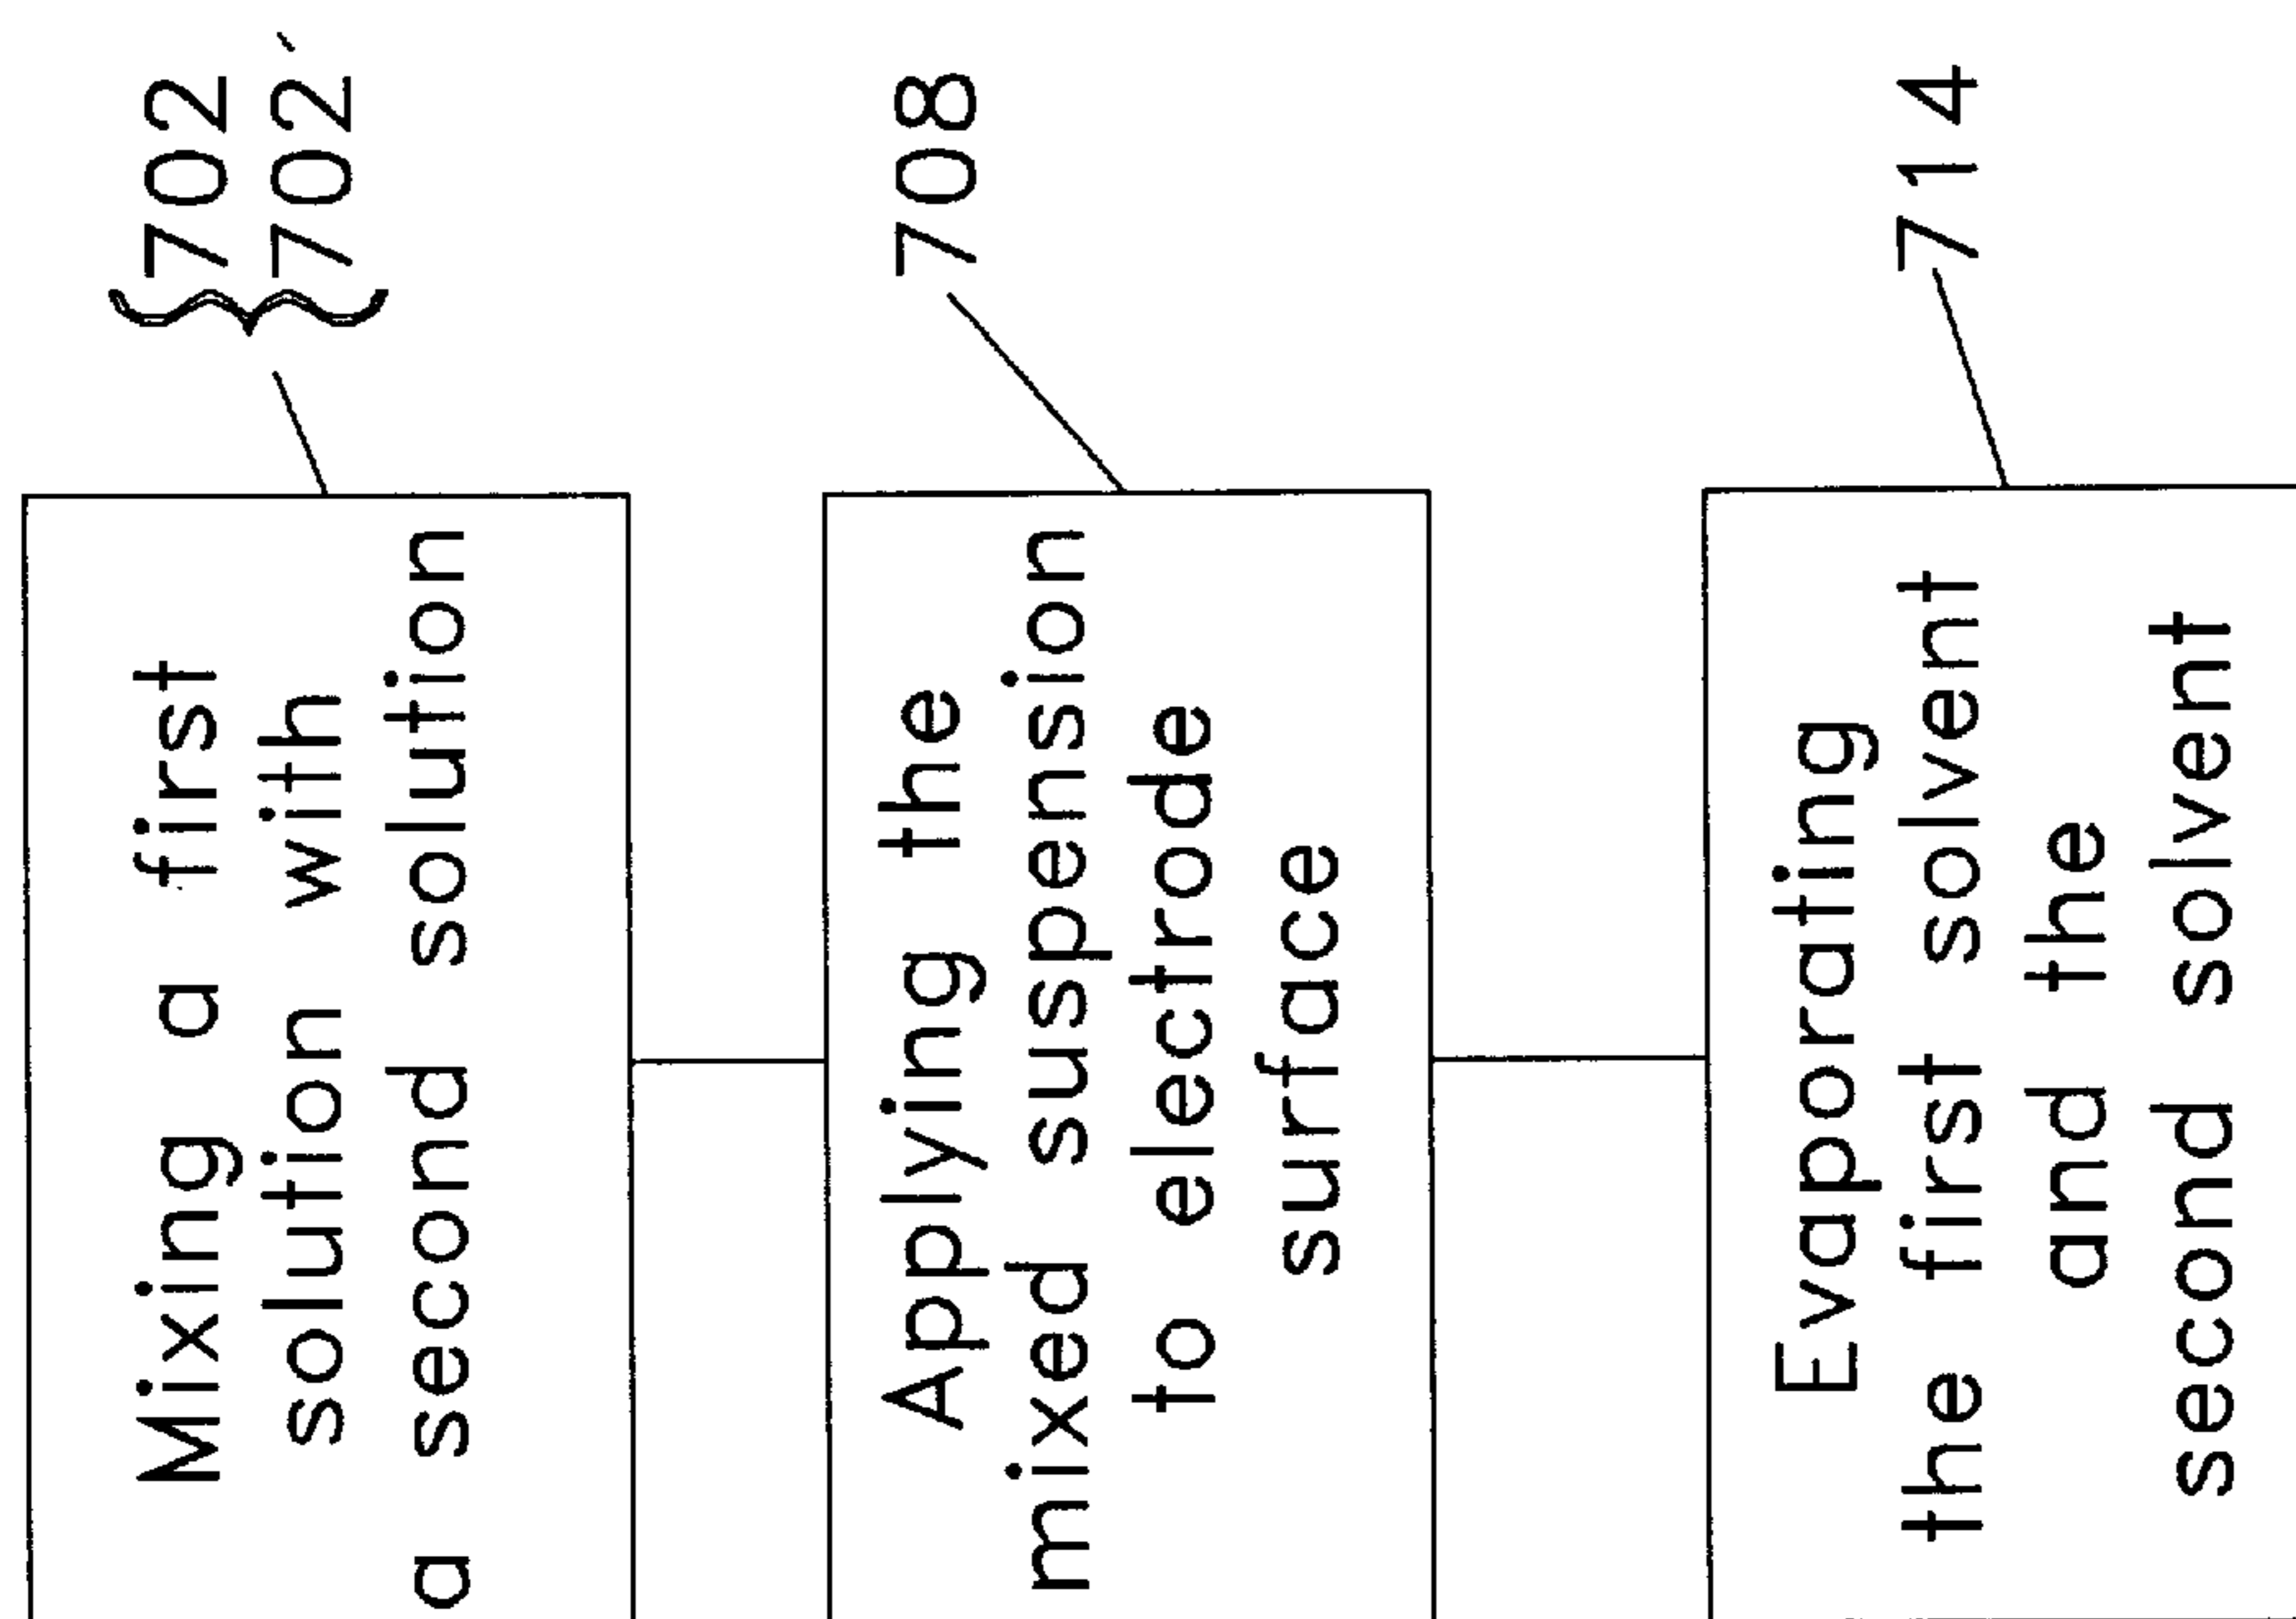 Mixing a first
solution with
a second solution
702
702´
Applying the
mixed suspension
to electrode
surface
708
Evaporating
the first solvent
and the
second solvent
714